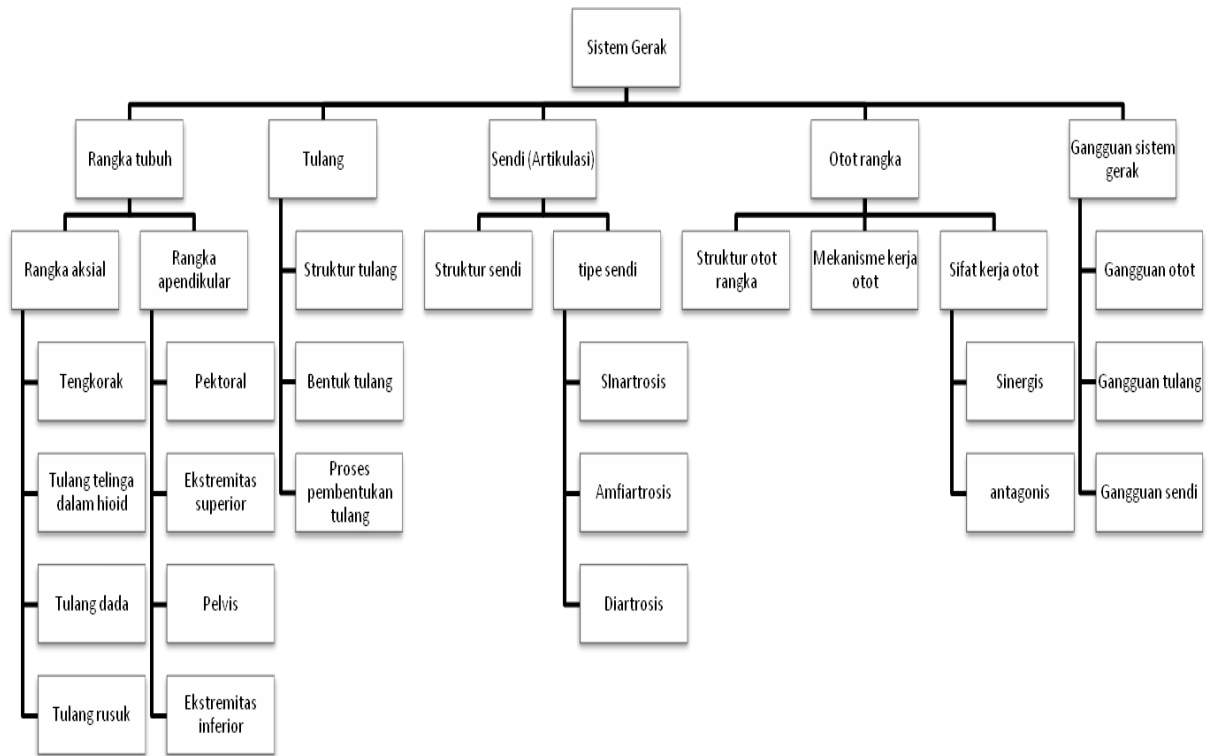 Sistem Gerak
Rangka tubuh
Tulang
Sendi (Artikulasi)
Otot rangka
Gangguan sistem
gerak
Rangka aksial
Rangka
apendikular
Struktur tulang
Struktur sendi
tipe sendi
Struktur otot
rangka
Mekanisme kerja
otot
Sifat kerja otot
Gangguan otot
Tengkorak
Pektoral
Bentuk tulang
SInartrosis
Sinergis
Gangguan tulang
Tulang telinga
dalam hioid
Ekstremitas
superior
Proses
pembentukan
tulang
Amfiartrosis
antagonis
Gangguan sendi
Tulang dada
Pelvis
Diartrosis
Tulang rusuk
Ekstremitas
inferior